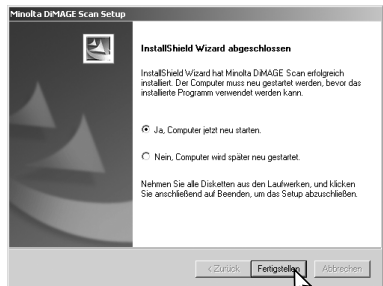 Minolta DiMAGE Scan Setup
InstallShield Wizard abgeschlossen
InstallShield Wizard hat Minolta DiMAGE Scan erfolgreich
installiert. Der Computer muss neu gestartet werden, bevor das
installierte Programm verwendet werden kann.
Ja, Computer jetzt neu starten.
Nein, Computer wird später neu gestartet.
Nehmen Sie alle Disketten aus den Laufwerken, und klicken
Sie anschließend auf Beenden, um das Setup abzuschließen.
< Zurück Fertigstellen Abbrechen